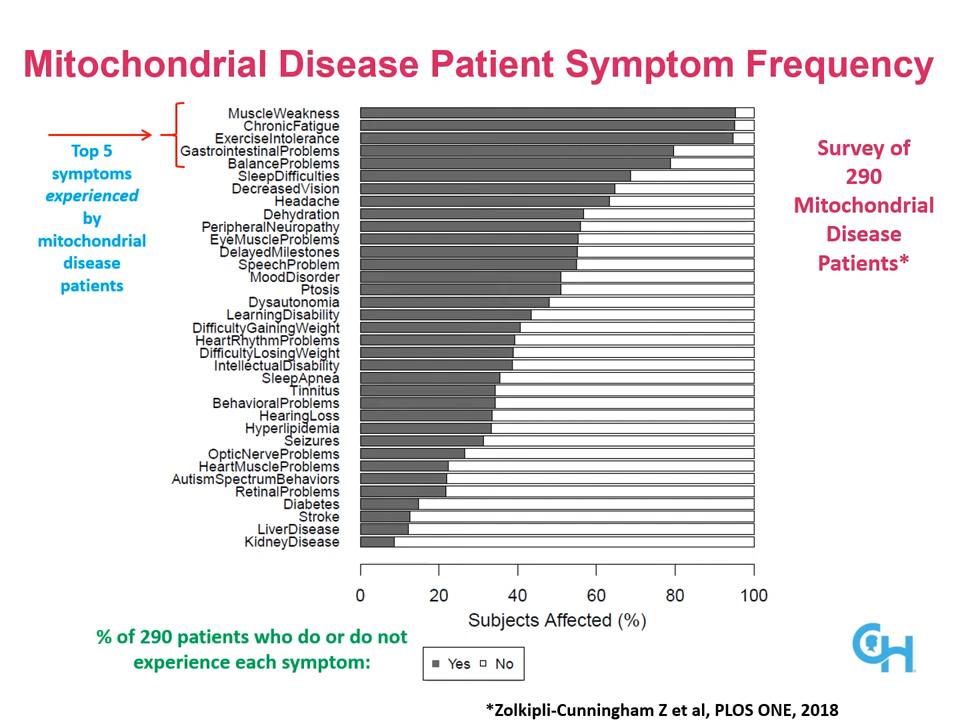 Mitochondrial Disease Patient Symptom Frequency
Top 5
symptoms
experienced
by
mitochondrial
disease
patients
MuscleWeakness
ChronicFatigue
ExerciseIntolerance
GastrointestinalProblems
BalanceProblems
SleepDifficulties
DecreasedVision
Headache
Dehydration
PeripheralNeuropathy
EyeMuscleProblems
DelayedMilestones
SpeechProblem
MoodDisorder
Ptosis
Dysautonomia
LearningDisability
DifficultyGainingWeight
HeartRhythmProblems
DifficultyLosingWeight
IntellectualDisability
SleepApnea
Tinnitus
BehavioralProblems
HearingLoss
Hyperlipidemia
Seizures
OpticNerveProblems
HeartMuscleProblems
AutismSpectrumBehaviors
RetinalProblems
Diabetes
Stroke
LiverDisease
KidneyDisease
0 20 40 60 80 100
Subjects Affected (%)
Survey of
290
Mitochondrial
Disease
Patients*
% of 290 patients who do or do not
experience each symptom:
Yes No
CH
*Zolkipli-Cunningham Z et al, PLOS ONE, 2018